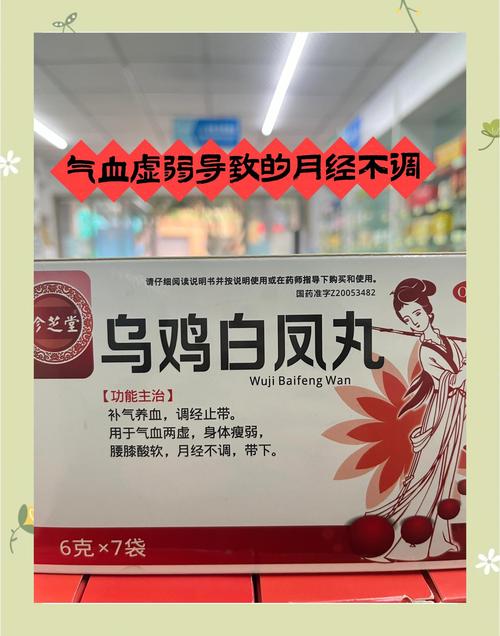 气血虚弱导致的月经不调
请仔细阅读说明书并按说明使用或在药师指导下购买和使用。
国药准字Z20053482
珍芝堂
乌鸡白凤丸
Wuji Baifeng Wan
【功能主治】
补气养血，调经止带。
用于气血两虚，身体瘦弱，
腰膝酸软，月经不调，带下。
6克×7袋